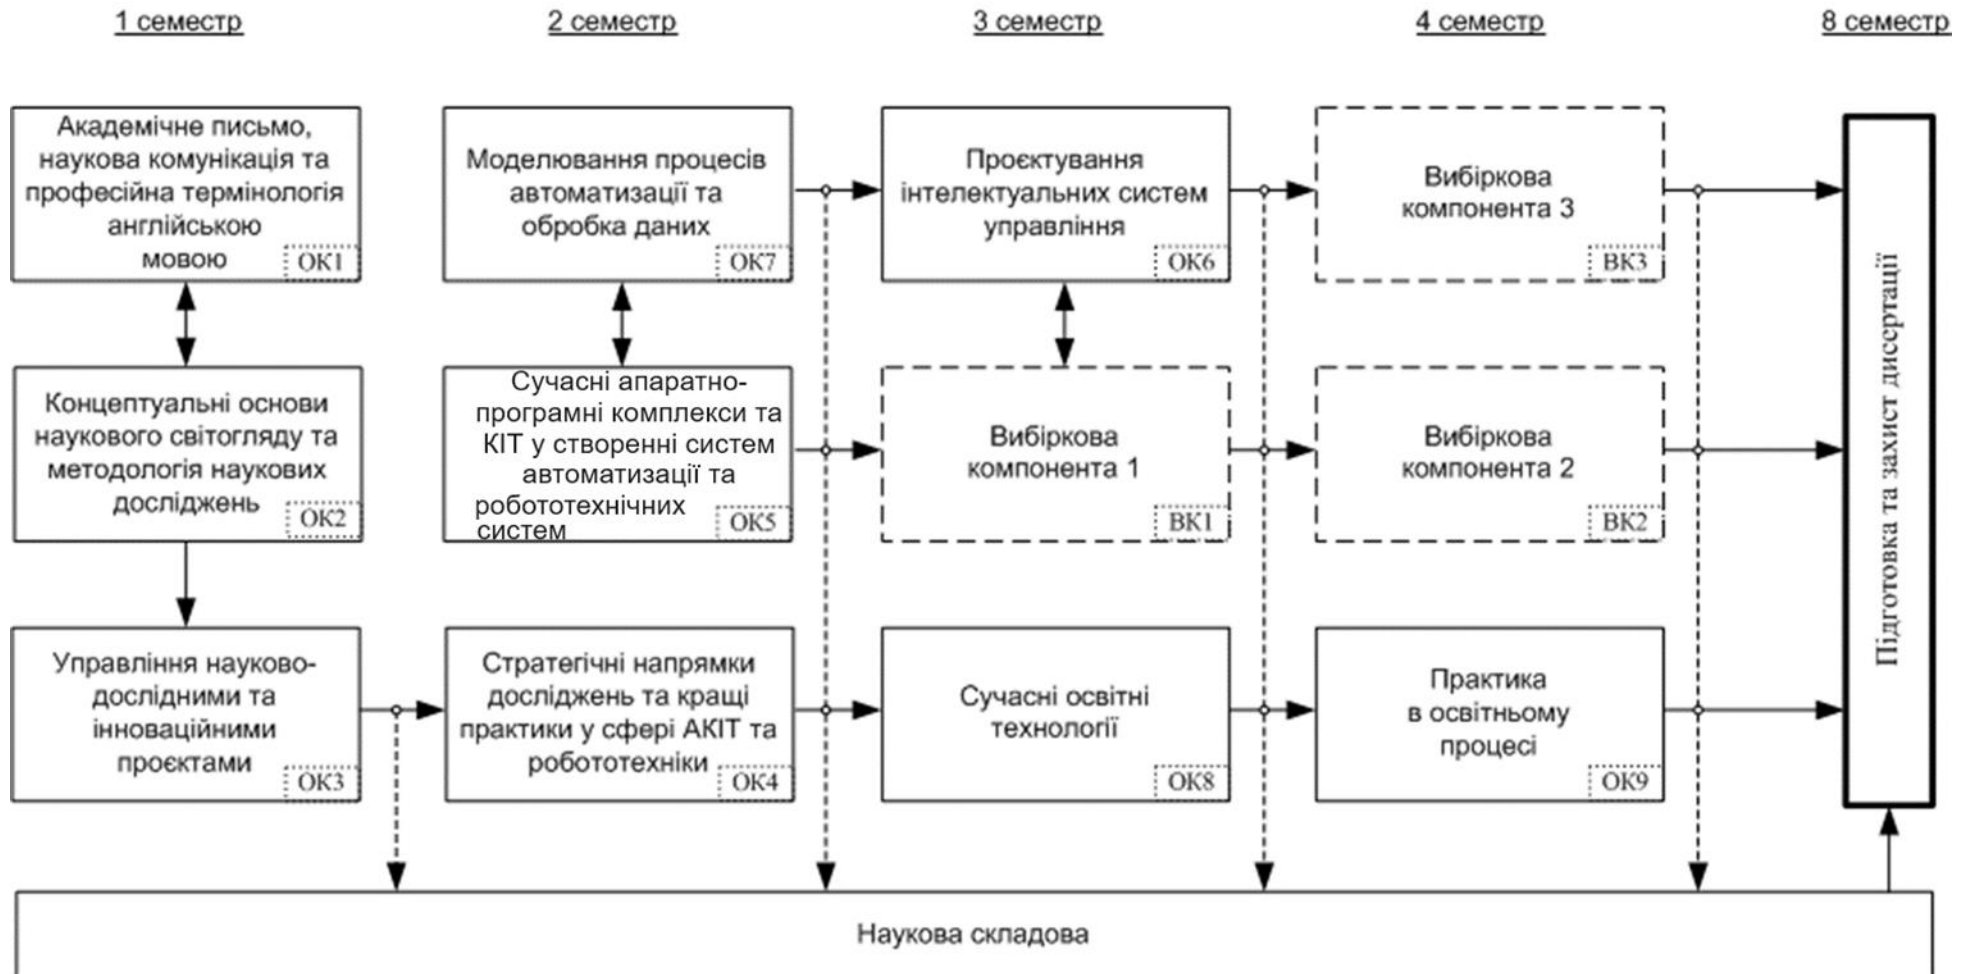 1 семестр
2 семестр
3 семестр
4 семестр
8 семестр
Академічне письмо,
наукова комунікація та
професійна термінологія
англійською
мовою
ОК1
Моделювання процесів
автоматизації та
обробка даних
ОК7
Проєктування
інтелектуальних систем
управління
ОК6
Вибіркова
компонента 3
ВК3
Концептуальні основи
наукового світогляду та
методологія наукових
досліджень
ОК2
Сучасні апаратно-
програмні комплекси та
КІТ у створенні систем
автоматизації та
робототехнічних
систем
ОК5
Вибіркова
компонента 1
ВК1
Вибіркова
компонента 2
ВК2
Управління науково-
дослідними та
інноваційними
проєктами
ОК3
Стратегічні напрямки
досліджень та кращі
практики у сфері АКІТ та
робототехніки
ОК4
Сучасні освітні
технології
ОК8
Практика
в освітньому
процесі
ОК9
Підготовка та захист дисертації
Наукова складова